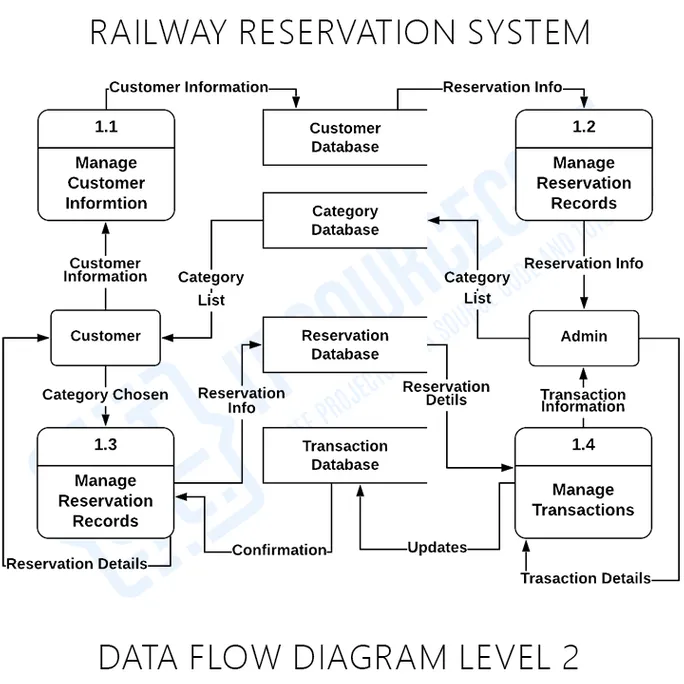 RAILWAY RESERVATION SYSTEM
Customer Information
Reservation Info
1.1
Manage
Customer
Informtion
Customer
Database
1.2
Manage
Reservation
Records
Category
Database
Customer
Information
Category
List
Category
List
Reservation Info
Customer
Reservation
Database
Admin
Category Chosen
Reservation
Info
Reservation
Detils
Transaction
Information
1.3
Manage
Reservation
Records
Transaction
Database
1.4
Manage
Transactions
Confirmation
Updates
Reservation Details
Trasaction Details
DATA FLOW DIAGRAM LEVEL 2